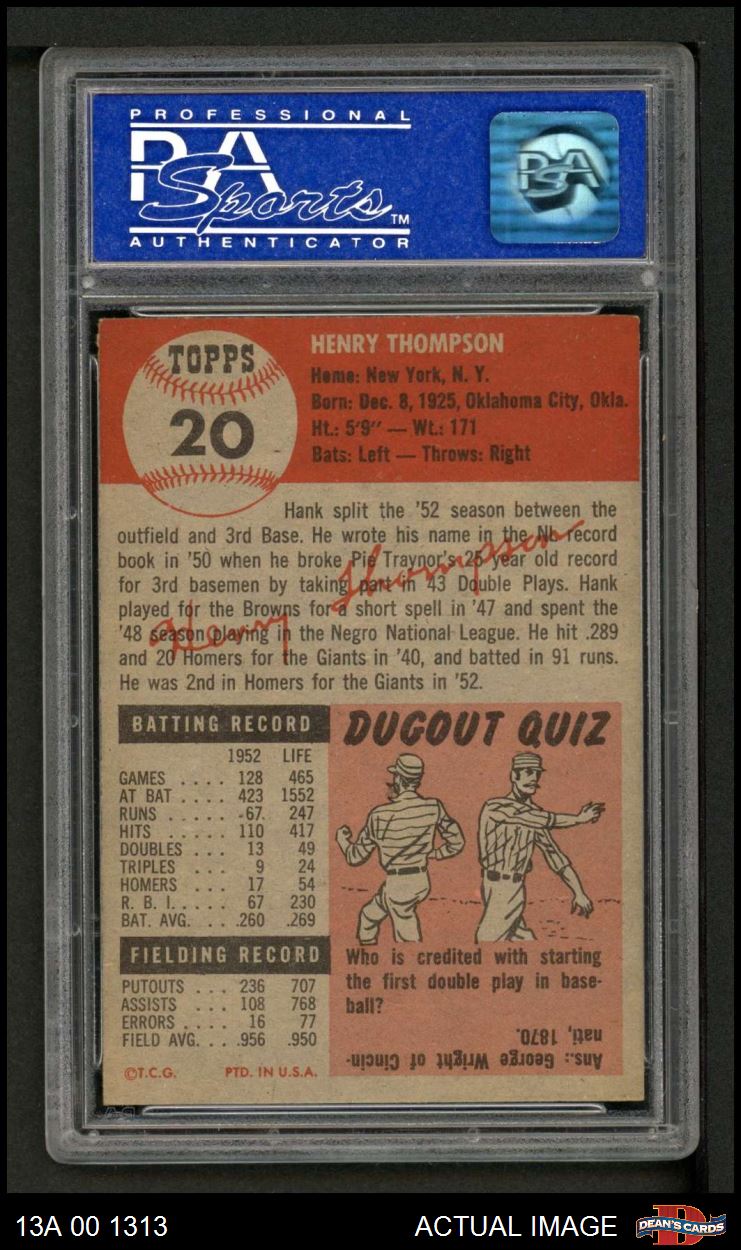 PROFESSIONAL
PSA
Sports™
AUTHENTICATOR
PSA
TOPPS
20
HENRY THOMPSON
Home: New York, N. Y.
Born: Dec. 8, 1925, Oklahoma City, Okla.
Ht.: 5'9" — Wt.: 171
Bats: Left — Throws: Right
Hank split the '52 season between the
outfield and 3rd Base. He wrote his name in the NL record
book in '50 when he broke Pie Traynor's 25 year old record
for 3rd basemen by taking part in 43 Double Plays. Hank
played for the Browns for a short spell in '47 and spent the
'48 season playing in the Negro National League. He hit .289
and 20 Homers for the Giants in '40, and batted in 91 runs.
He was 2nd in Homers for the Giants in '52.
Henry Thompson
BATTING RECORD
1952 LIFE
GAMES .... 128 465
AT BAT .... 423 1552
RUNS ..... 67 247
HITS ..... 110 417
DOUBLES ... 13 49
TRIPLES ... 9 24
HOMERS ... 17 54
R. B. I. .... 67 230
BAT. AVG. ... .260 .269
FIELDING RECORD
PUTOUTS ... 236 707
ASSISTS ... 108 768
ERRORS .... 16 77
FIELD AVG. ... .956 .950
©T.C.G. PTD. IN U.S.A.
DUGOUT QUIZ
Who is credited with starting
the first double play in base-
ball?
Ans.: George Wright of Cincin-
nati, 1870.
13A 00 1313
ACTUAL IMAGE
DEAN'S CARDS